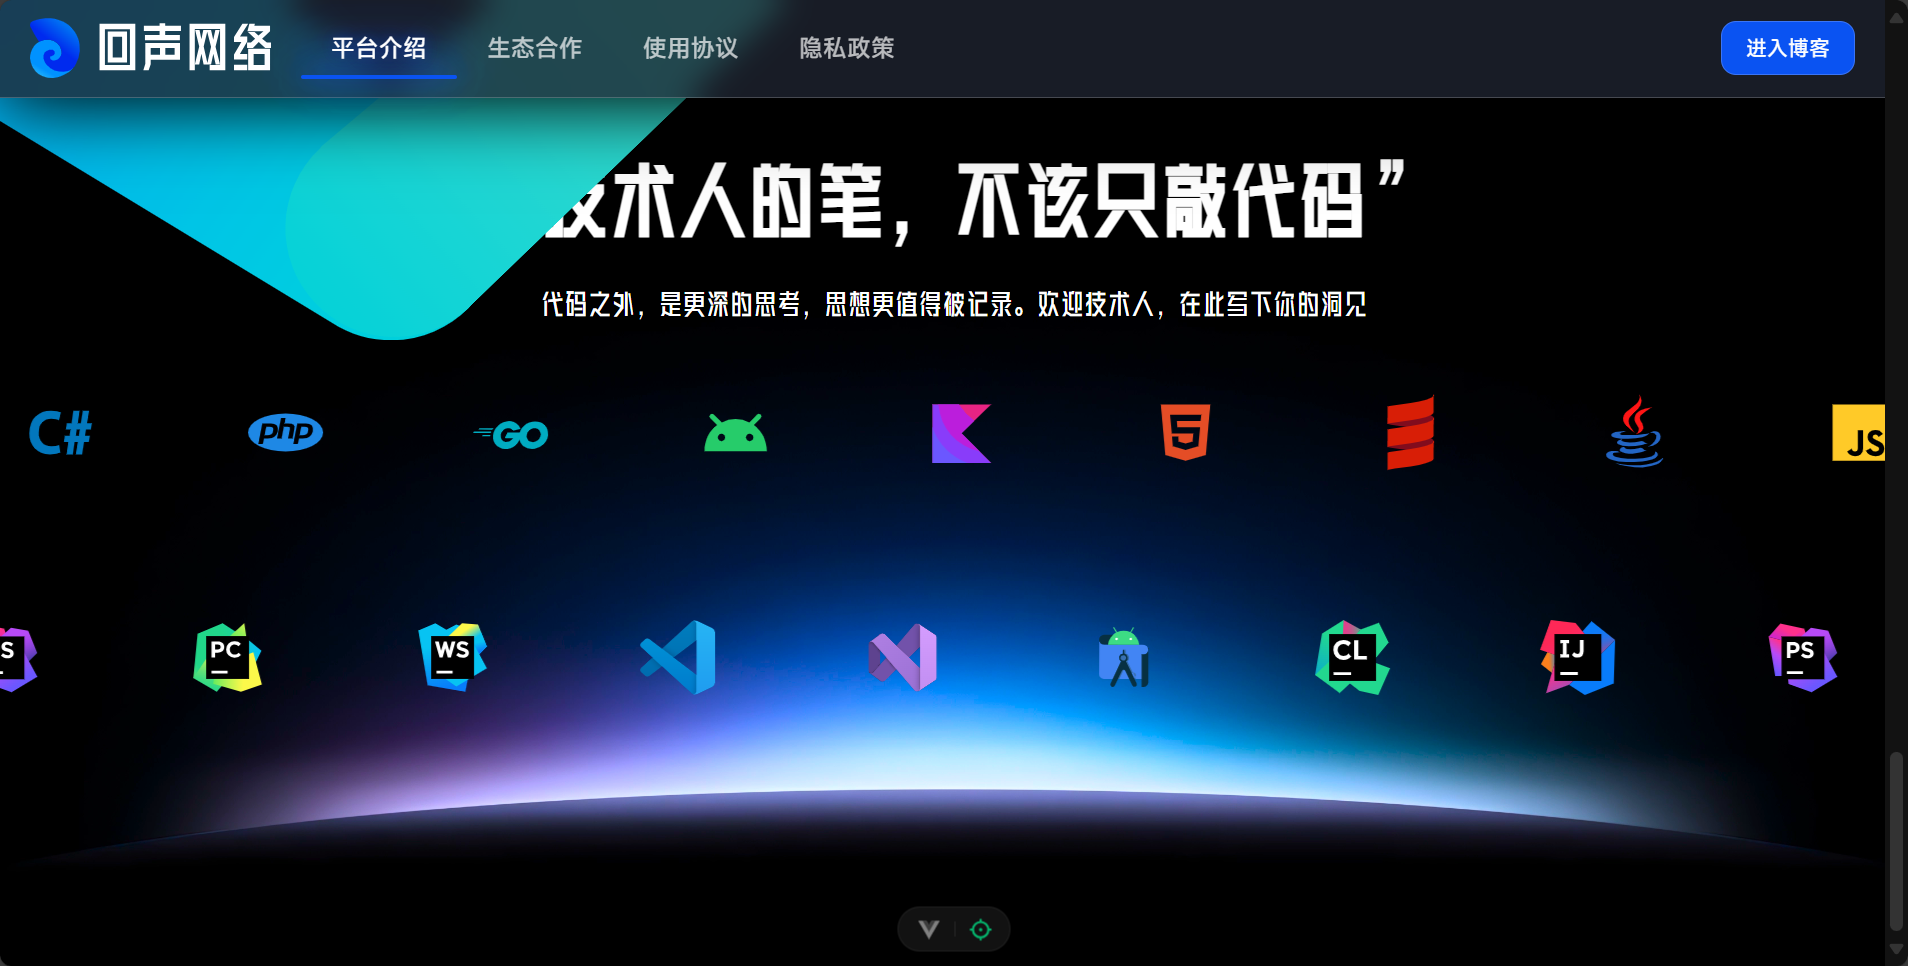 回声网络
平台介绍
生态合作
使用协议
隐私政策
进入博客
技术人的笔，不该只敲代码”
代码之外，是更深的思考，思想更值得被记录。欢迎技术人，在此写下你的洞见
C#
php
GO
5
JS
S
PC
WS
CL
IJ
PS